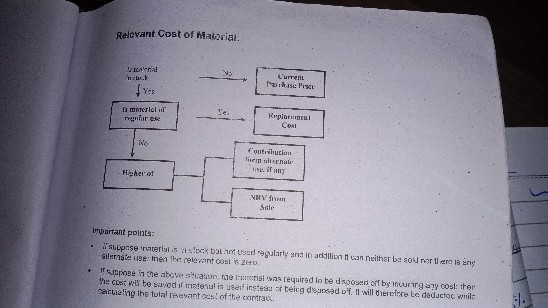 Relevant Cost of Material:
Is material
in stock
No
Current
Purchase Price
Yes
Is material of
regular use
Yes
Replacement
Cost
No
Higher of
Contribution
from alternate
use, if any
NRV from
Sale
Important points:
• If suppose material is in stock but not used regularly and in addition it can neither be sold nor there is any
alternate use, then the relevant cost is zero.
• If suppose in the above situation, the material was required to be disposed off by incurring any cost, then
the cost will be saved if material is used instead of being disposed off. It will therefore be deducted while
calculating the total relevant cost of the contract.